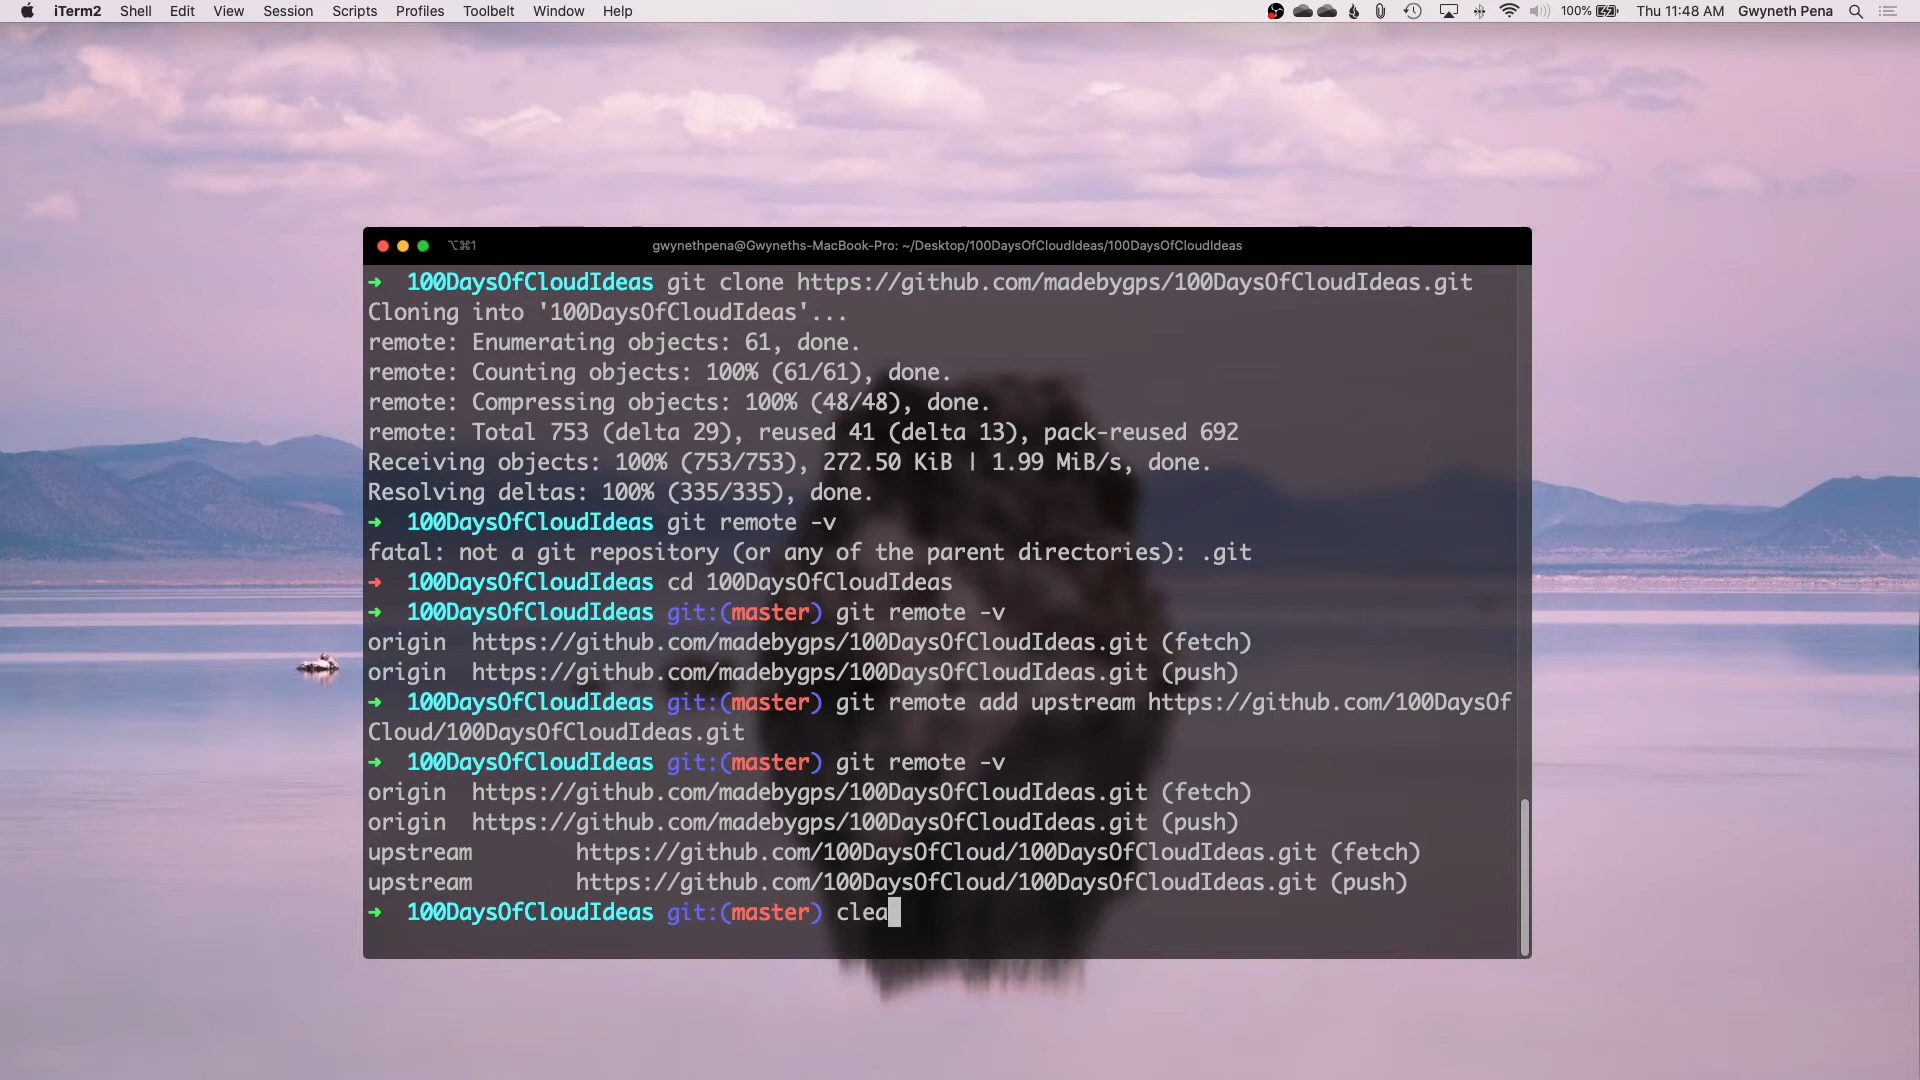 iTerm2 Shell Edit View Session Scripts Profiles Toolbelt Window Help 100% Thu 11:48 AM Gwyneth Pena
⌥⌘1 gwynethpena@Gwyneths-MacBook-Pro: ~/Desktop/100DaysOfCloudIdeas/100DaysOfCloudIdeas
➜ 100DaysOfCloudIdeas git clone https://github.com/madebygps/100DaysOfCloudIdeas.git
Cloning into '100DaysOfCloudIdeas'...
remote: Enumerating objects: 61, done.
remote: Counting objects: 100% (61/61), done.
remote: Compressing objects: 100% (48/48), done.
remote: Total 753 (delta 29), reused 41 (delta 13), pack-reused 692
Receiving objects: 100% (753/753), 272.50 KiB | 1.99 MiB/s, done.
Resolving deltas: 100% (335/335), done.
➜ 100DaysOfCloudIdeas git remote -v
fatal: not a git repository (or any of the parent directories): .git
➜ 100DaysOfCloudIdeas cd 100DaysOfCloudIdeas
➜ 100DaysOfCloudIdeas git:(master) git remote -v
origin https://github.com/madebygps/100DaysOfCloudIdeas.git (fetch)
origin https://github.com/madebygps/100DaysOfCloudIdeas.git (push)
➜ 100DaysOfCloudIdeas git:(master) git remote add upstream https://github.com/100DaysOf
Cloud/100DaysOfCloudIdeas.git
➜ 100DaysOfCloudIdeas git:(master) git remote -v
origin https://github.com/madebygps/100DaysOfCloudIdeas.git (fetch)
origin https://github.com/madebygps/100DaysOfCloudIdeas.git (push)
upstream https://github.com/100DaysOfCloud/100DaysOfCloudIdeas.git (fetch)
upstream https://github.com/100DaysOfCloud/100DaysOfCloudIdeas.git (push)
➜ 100DaysOfCloudIdeas git:(master) clea